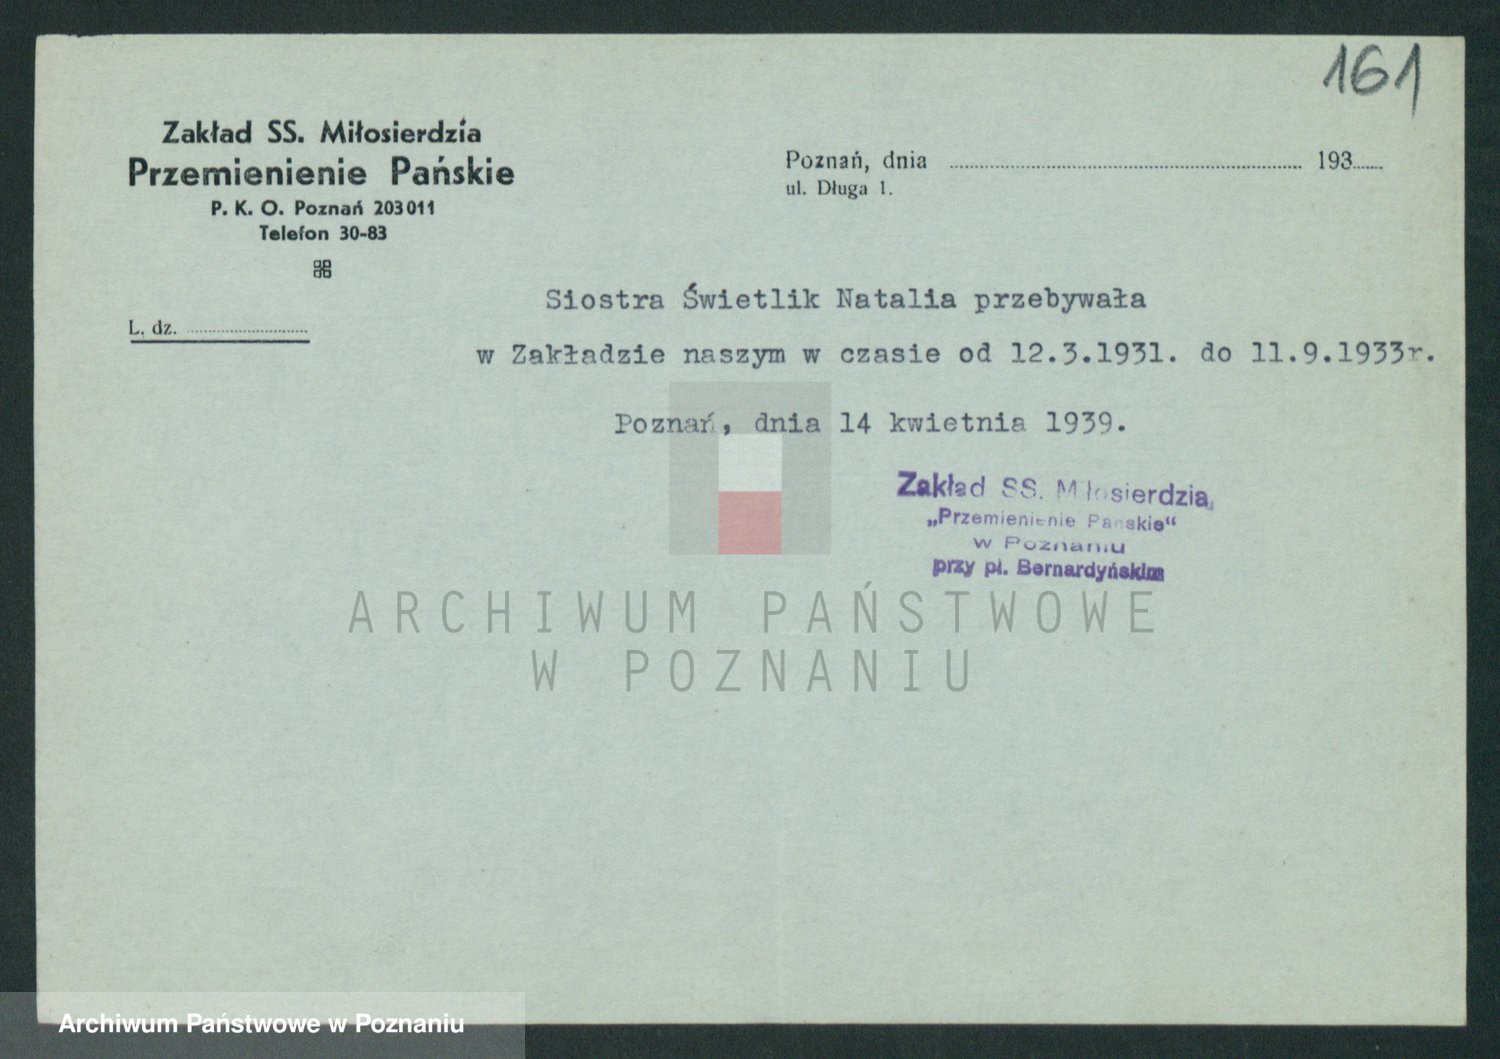 161
Zakład SS. Miłosierdzia
Przemienienie Pańskie
P. K. O. Poznań 203011
Telefon 30-83
L. dz. ..............................
Poznań, dnia .............................. 193......
ul. Długa 1.
Siostra Świetlik Natalia przebywała
w Zakładzie naszym w czasie od 12.3.1931. do 11.9.1933r.
Poznań, dnia 14 kwietnia 1939.
Zakład SS. Miłosierdzia,
„Przemienienie Pańskie“
w Poznaniu
przy pl. Bernardyńskim
ARCHIWUM PAŃSTWOWE
W POZNANIU
Archiwum Państwowe w Poznaniu